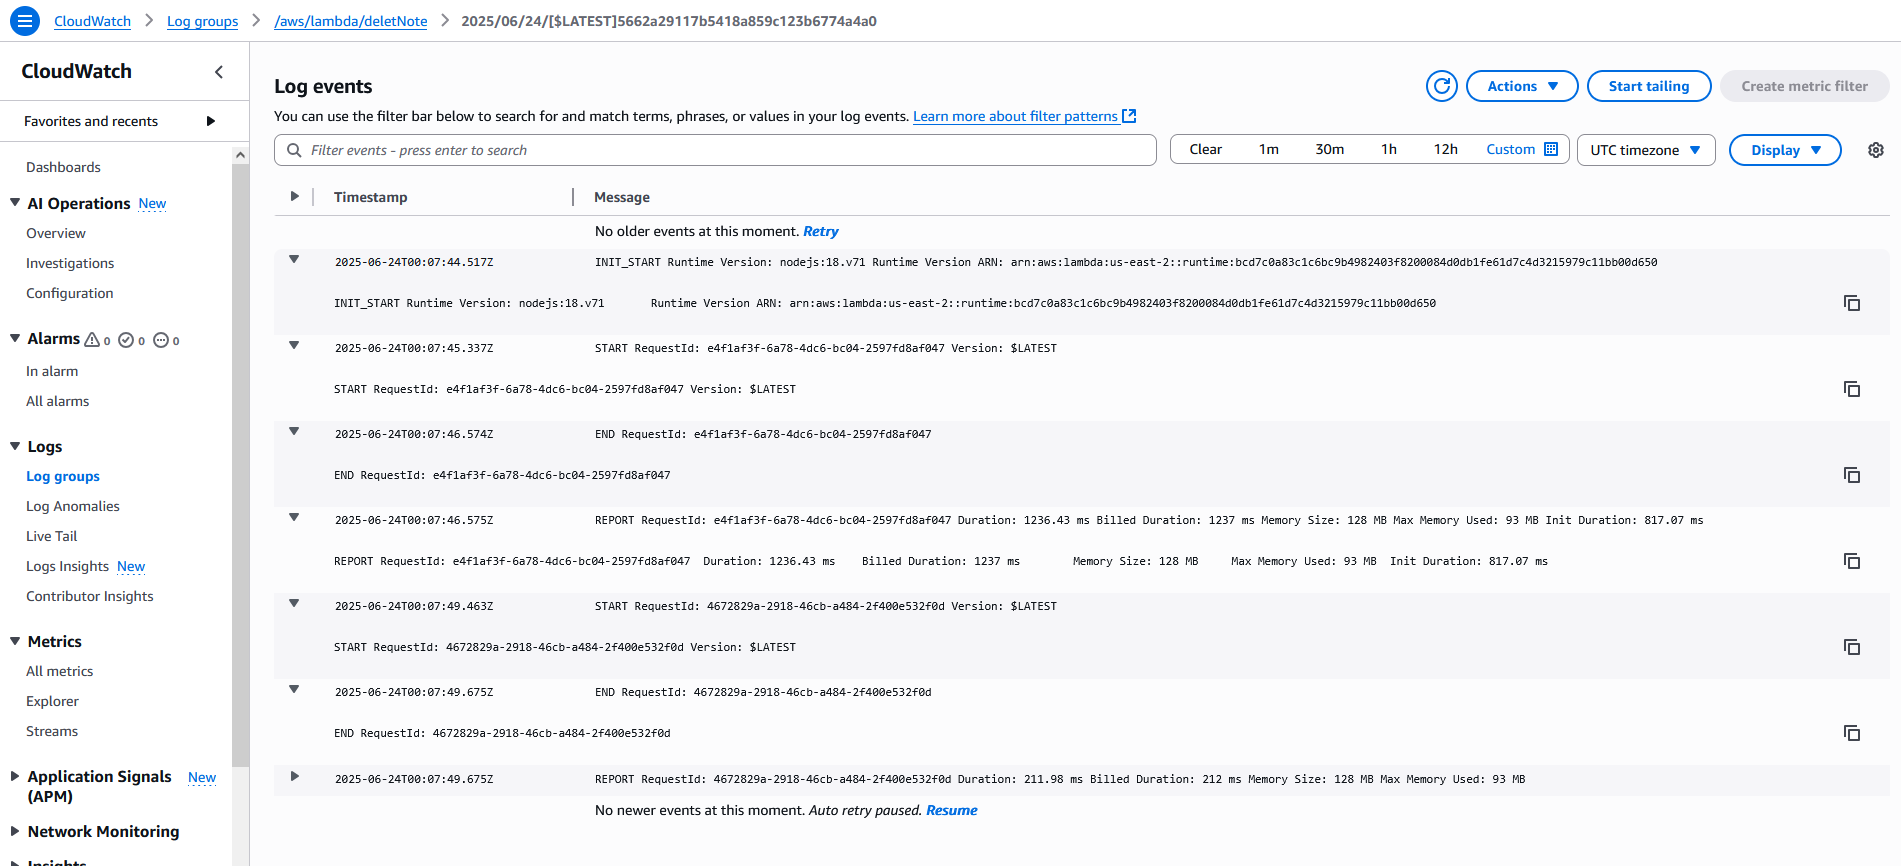 CloudWatch > Log groups > /aws/lambda/deletNote > 2025/06/24/[$LATEST]5662a29117b5418a859c123b6774a4a0
CloudWatch
Favorites and recents
Dashboards
AI Operations New
Overview
Investigations
Configuration
Alarms 0 0 0
In alarm
All alarms
Logs
Log groups
Log Anomalies
Live Tail
Logs Insights New
Contributor Insights
Metrics
All metrics
Explorer
Streams
Application Signals New
(APM)
Network Monitoring
Insights
Log events
Actions
Start tailing
Create metric filter
You can use the filter bar below to search for and match terms, phrases, or values in your log events. Learn more about filter patterns
Filter events - press enter to search
Clear 1m 30m 1h 12h Custom
UTC timezone
Display
Timestamp Message
No older events at this moment. Retry
2025-06-24T00:07:44.517Z INIT_START Runtime Version: nodejs:18.v71 Runtime Version ARN: arn:aws:lambda:us-east-2::runtime:bcd7c0a83c1c6bc9b4982403f8200084d0db1fe61d7c4d3215979c11bb00d650
INIT_START Runtime Version: nodejs:18.v71 Runtime Version ARN: arn:aws:lambda:us-east-2::runtime:bcd7c0a83c1c6bc9b4982403f8200084d0db1fe61d7c4d3215979c11bb00d650
2025-06-24T00:07:45.337Z START RequestId: e4f1af3f-6a78-4dc6-bc04-2597fd8af047 Version: $LATEST
START RequestId: e4f1af3f-6a78-4dc6-bc04-2597fd8af047 Version: $LATEST
2025-06-24T00:07:46.574Z END RequestId: e4f1af3f-6a78-4dc6-bc04-2597fd8af047
END RequestId: e4f1af3f-6a78-4dc6-bc04-2597fd8af047
2025-06-24T00:07:46.575Z REPORT RequestId: e4f1af3f-6a78-4dc6-bc04-2597fd8af047 Duration: 1236.43 ms Billed Duration: 1237 ms Memory Size: 128 MB Max Memory Used: 93 MB Init Duration: 817.07 ms
REPORT RequestId: e4f1af3f-6a78-4dc6-bc04-2597fd8af047 Duration: 1236.43 ms Billed Duration: 1237 ms Memory Size: 128 MB Max Memory Used: 93 MB Init Duration: 817.07 ms
2025-06-24T00:07:49.463Z START RequestId: 4672829a-2918-46cb-a484-2f400e532f0d Version: $LATEST
START RequestId: 4672829a-2918-46cb-a484-2f400e532f0d Version: $LATEST
2025-06-24T00:07:49.675Z END RequestId: 4672829a-2918-46cb-a484-2f400e532f0d
END RequestId: 4672829a-2918-46cb-a484-2f400e532f0d
2025-06-24T00:07:49.675Z REPORT RequestId: 4672829a-2918-46cb-a484-2f400e532f0d Duration: 211.98 ms Billed Duration: 212 ms Memory Size: 128 MB Max Memory Used: 93 MB
No newer events at this moment. Auto retry paused. Resume